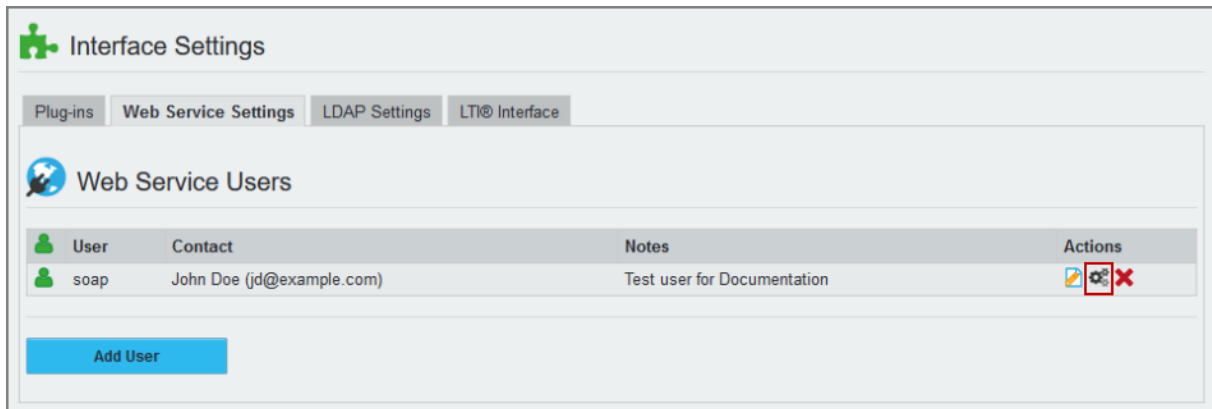 Interface Settings
Plug-ins Web Service Settings LDAP Settings LTI® Interface
Web Service Users
User Contact Notes Actions
soap John Doe (jd@example.com) Test user for Documentation
Add User